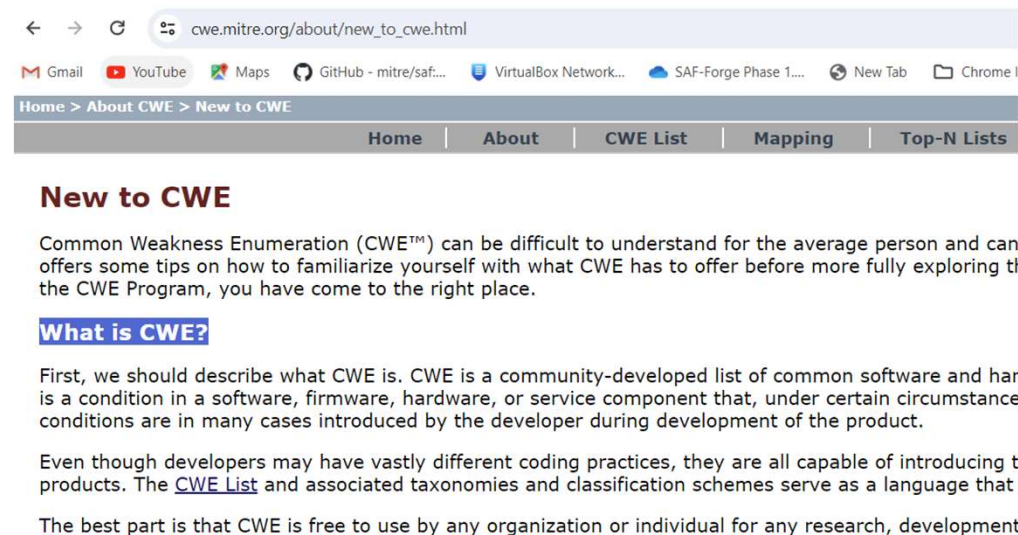 cwe.mitre.org/about/new_to_cwe.html
Gmail YouTube Maps GitHub - mitre/saf:... VirtualBox Network... SAF-Forge Phase 1.... New Tab Chrome
Home > About CWE > New to CWE
Home About CWE List Mapping Top-N Lists
New to CWE
Common Weakness Enumeration (CWE™) can be difficult to understand for the average person and can
offers some tips on how to familiarize yourself with what CWE has to offer before more fully exploring
the CWE Program, you have come to the right place.
What is CWE?
First, we should describe what CWE is. CWE is a community-developed list of common software and
is a condition in a software, firmware, hardware, or service component that, under certain
conditions are in many cases introduced by the developer during development of the product.
Even though developers may have vastly different coding practices, they are all capable of introducing
products. The CWE List and associated taxonomies and classification schemes serve as a language that
The best part is that CWE is free to use by any organization or individual for any research, development